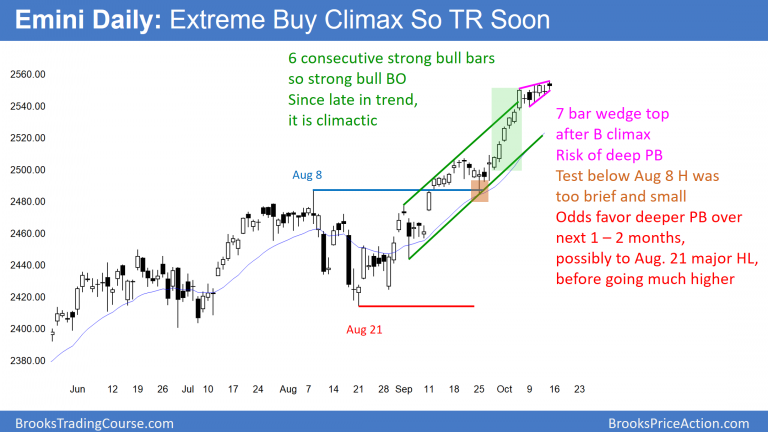 Emini Daily: Extreme Buy Climax So TR Soon
6 consecutive strong bull bars
so strong bull BO
Since late in trend,
it is climactic
2560.00
2540.00
2520.00
2500.00
2480.00
2460.00
2440.00
2420.00
2400.00
2380.00
Aug 8
Aug 21
7 bar wedge top
after B climax
Risk of deep PB
Test below Aug 8 H was
too brief and small
Odds favor deeper PB over
next 1 – 2 months,
possibly to Aug. 21 major HL,
before going much higher
Jun 12 19 26 Jul 10 17 24 Aug 7 14 21 28 Sep 11 18 25 Oct 9 16 23
BrooksTradingCourse.com BrooksPriceAction.com